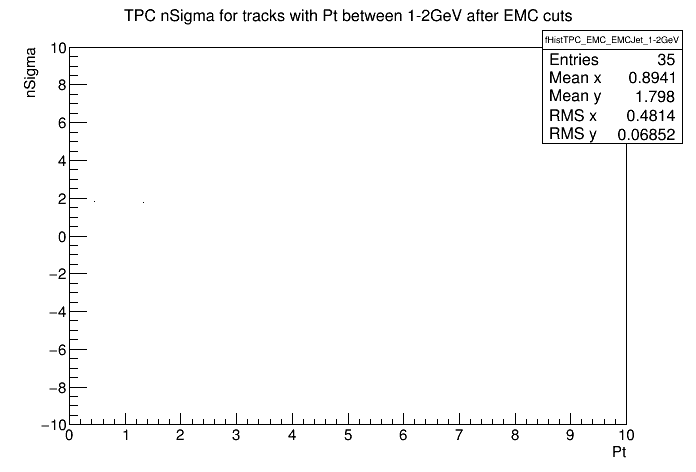 TPC nSigma for tracks with Pt between 1-2GeV after EMC cuts
fHistTPC_EMC_EMCJet_1-2GeV
Entries 35
Mean x 0.8941
Mean y 1.798
RMS x 0.4814
RMS y 0.06852
nSigma
10
8
6
4
2
0
−2
−4
−6
−8
−10
0 1 2 3 4 5 6 7 8 9 10
Pt